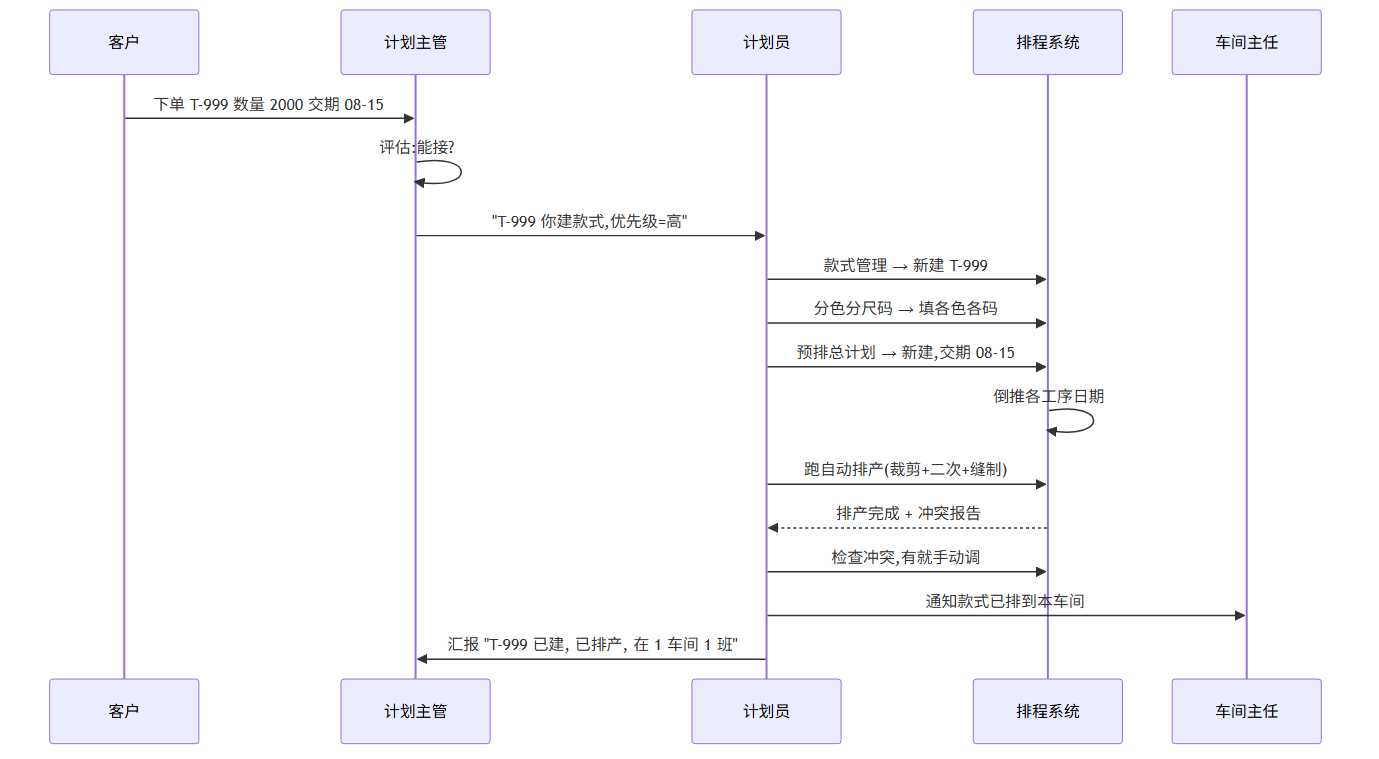 客户
计划主管
计划员
排程系统
车间主任
下单 T-999 数量 2000 交期 08-15
评估:能接?
"T-999 你建款式,优先级=高"
款式管理 → 新建 T-999
分色分尺码 → 填各色各码
预排总计划 → 新建,交期 08-15
倒推各工序日期
跑自动排产(裁剪+二次+缝制)
排产完成 + 冲突报告
检查冲突,有就手动调
通知款式已排到本车间
汇报 "T-999 已建, 已排产, 在 1 车间 1 班"
客户
计划主管
计划员
排程系统
车间主任